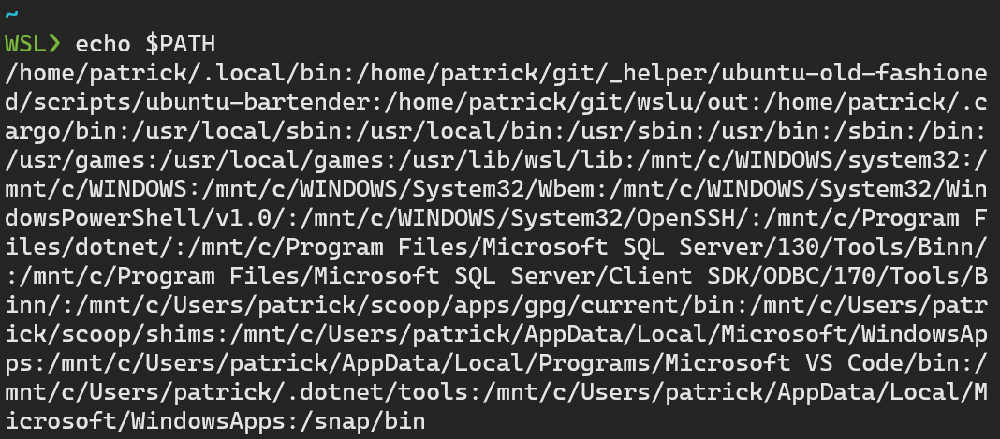 ~
WSL❯ echo $PATH
/home/patrick/.local/bin:/home/patrick/git/_helper/ubuntu-old-fashione
d/scripts/ubuntu-bartender:/home/patrick/git/wslu/out:/home/patrick/.c
argo/bin:/usr/local/sbin:/usr/local/bin:/usr/sbin:/usr/bin:/sbin:/bin:
/usr/games:/usr/local/games:/usr/lib/wsl/lib:/mnt/c/WINDOWS/system32:/
mnt/c/WINDOWS:/mnt/c/WINDOWS/System32/Wbem:/mnt/c/WINDOWS/System32/Win
dowsPowerShell/v1.0/:/mnt/c/WINDOWS/System32/OpenSSH/:/mnt/c/Program F
iles/dotnet/:/mnt/c/Program Files/Microsoft SQL Server/130/Tools/Binn/
:/mnt/c/Program Files/Microsoft SQL Server/Client SDK/ODBC/170/Tools/B
inn/:/mnt/c/Users/patrick/scoop/apps/gpg/current/bin:/mnt/c/Users/patr
ick/scoop/shims:/mnt/c/Users/patrick/AppData/Local/Microsoft/WindowsAp
ps:/mnt/c/Users/patrick/AppData/Local/Programs/Microsoft VS Code/bin:/
mnt/c/Users/patrick/.dotnet/tools:/mnt/c/Users/patrick/AppData/Local/M
icrosoft/WindowsApps:/snap/bin